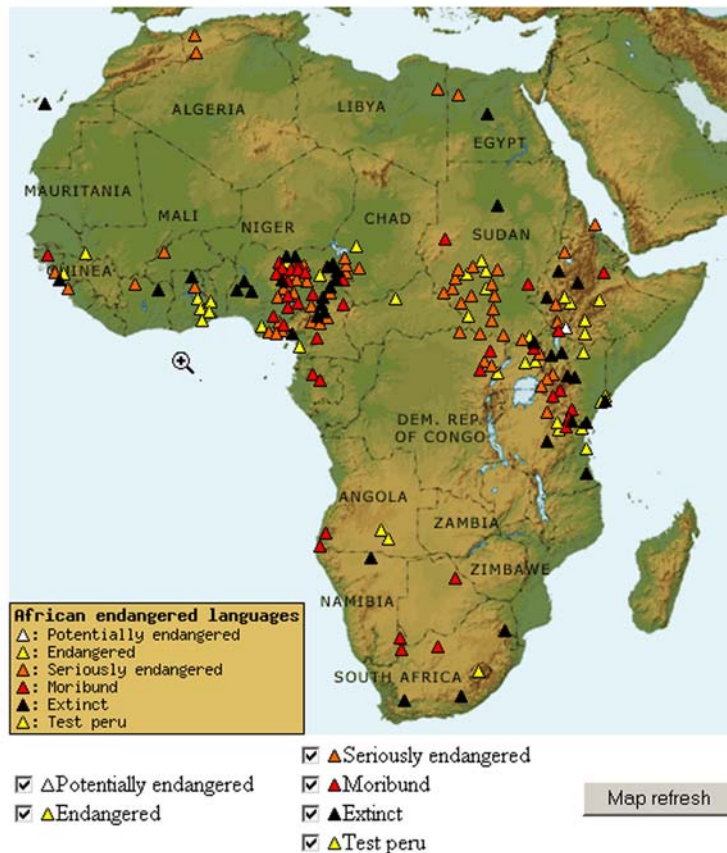 ALGERIA
LIBYA
EGYPT
MAURITANIA
MALI
NIGER
CHAD
SUDAN
GUINEA
DEM. REP.
OF CONGO
ANGOLA
ZAMBIA
ZIMBAWE
NAMIBIA
SOUTH AFRICA
African endangered languages
: Potentially endangered
: Endangered
: Seriously endangered
: Moribund
: Extinct
: Test peru
Seriously endangered
Potentially endangered
Moribund
Endangered
Extinct
Test peru
Map refresh